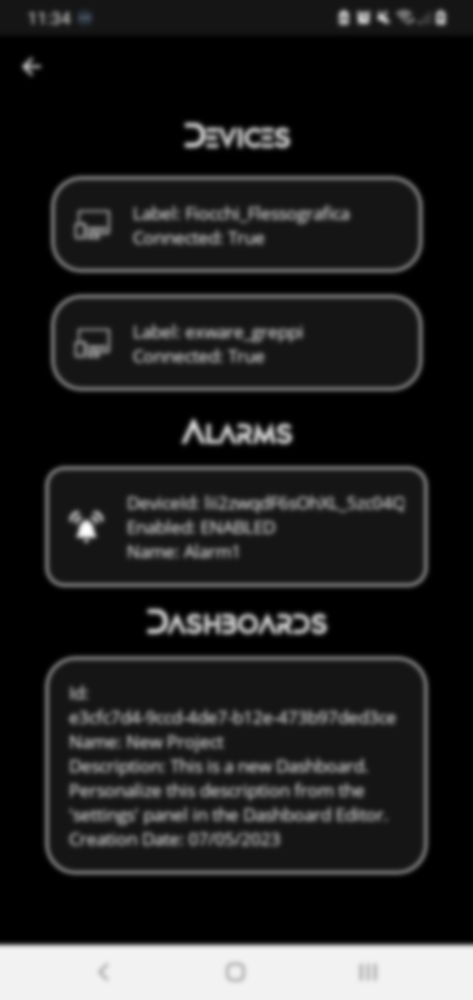 11:34
Devices
Label: Fiocchi_Flessografica
Connected: True
Label: exware_greppi
Connected: True
Alarms
DeviceId:
Enabled: ENABLED
Name: Alarm1
Dashboards
Id:
e3cfc7d4-9ccd-4de7-b12e-473b97ded3ce
Name: New Project
Description: This is a new Dashboard.
Personalize this description from the
'settings' panel in the Dashboard Editor.
Creation Date: 07/05/2023